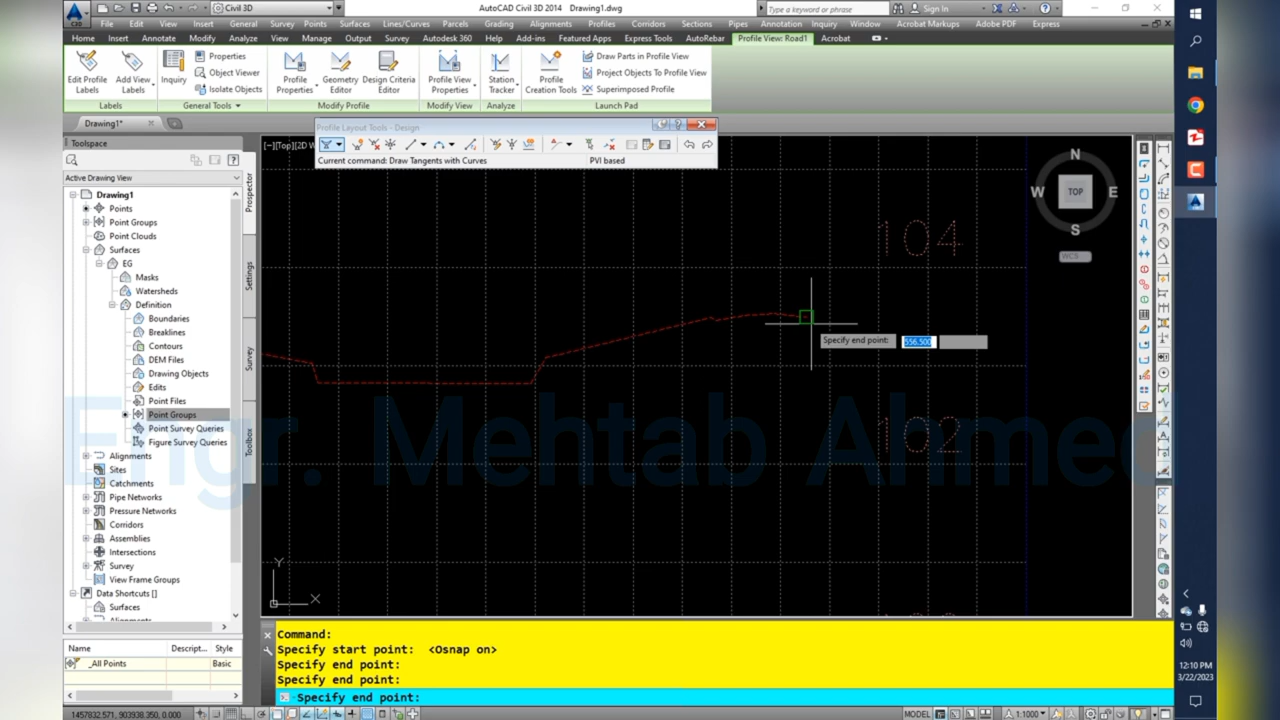 Civil 3D
AutoCAD Civil 3D 2014 Drawing1.dwg
Type a keyword or phrase
Sign In
Home Edit View Insert General Survey Points Surfaces Lines/Curves Parcels Grading Alignments Profiles Corridors Sections Pipes Annotation Inquiry Window Acrobat Markups Adobe PDF Express
Home Insert Annotate Modify Analyze View Manage Output Survey Autodesk 360 Help Add-ins Featured Apps Express Tools AutoRebar Profile View: Road1 Acrobat
Edit Profile Labels
Add View Labels
Inquiry
Properties
Object Viewer
Isolate Objects
Profile Properties
Geometry Editor
Design Criteria Editor
Profile View Properties
Station Tracker
Profile Creation Tools
Draw Parts in Profile View
Project Objects To Profile View
Superimposed Profile
Labels
General Tools
Modify Profile
Modify View
Analyze
Launch Pad
Drawing1*
Profile Layout Tools - Design
Current command: Draw Tangents with Curves
PVI based
Toolspace
Active Drawing View
Drawing1
Points
Point Groups
Point Clouds
Surfaces
EG
Masks
Watersheds
Definition
Boundaries
Breaklines
Contours
DEM Files
Drawing Objects
Edits
Point Files
Point Groups
Point Survey Queries
Figure Survey Queries
Alignments
Sites
Catchments
Pipe Networks
Pressure Networks
Corridors
Assemblies
Intersections
Survey
View Frame Groups
Data Shortcuts []
Surfaces
Prospector
Settings
Survey
Toolbox
Name Descript... Style
_All Points Basic
[−][Top][2D W
104
102
N
W TOP E
S
WCS
Specify end point: 556.500
Engr. Mehtab Ahmed
Y
X
Command:
Specify start point: <Osnap on>
Specify end point:
Specify end point:
Specify end point:
1457832.571, 903938.350, 0.000
MODEL
1:1000
12:10 PM
3/22/2023